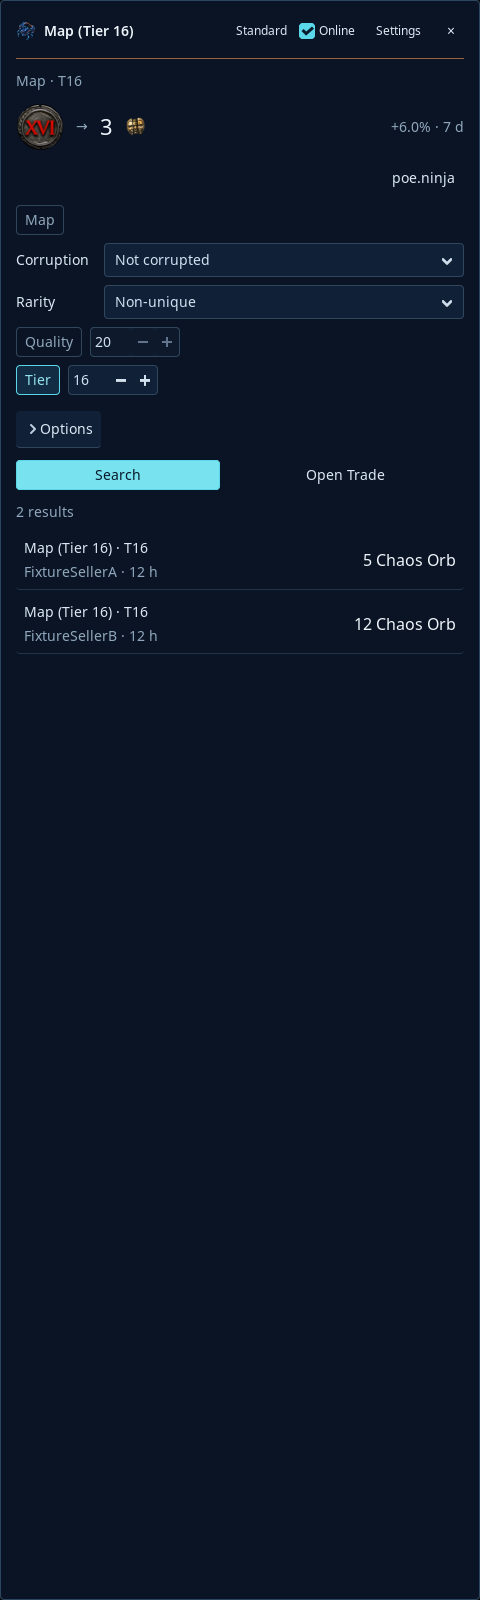 Map (Tier 16) Standard Online Settings ×
Map · T16
XVI → 3 +6.0% · 7 d
poe.ninja
Map
Corruption Not corrupted
Rarity Non-unique
Quality 20 − +
Tier 16 − +
Options
Search Open Trade
2 results
Map (Tier 16) · T16
FixtureSellerA · 12 h
5 Chaos Orb
Map (Tier 16) · T16
FixtureSellerB · 12 h
12 Chaos Orb